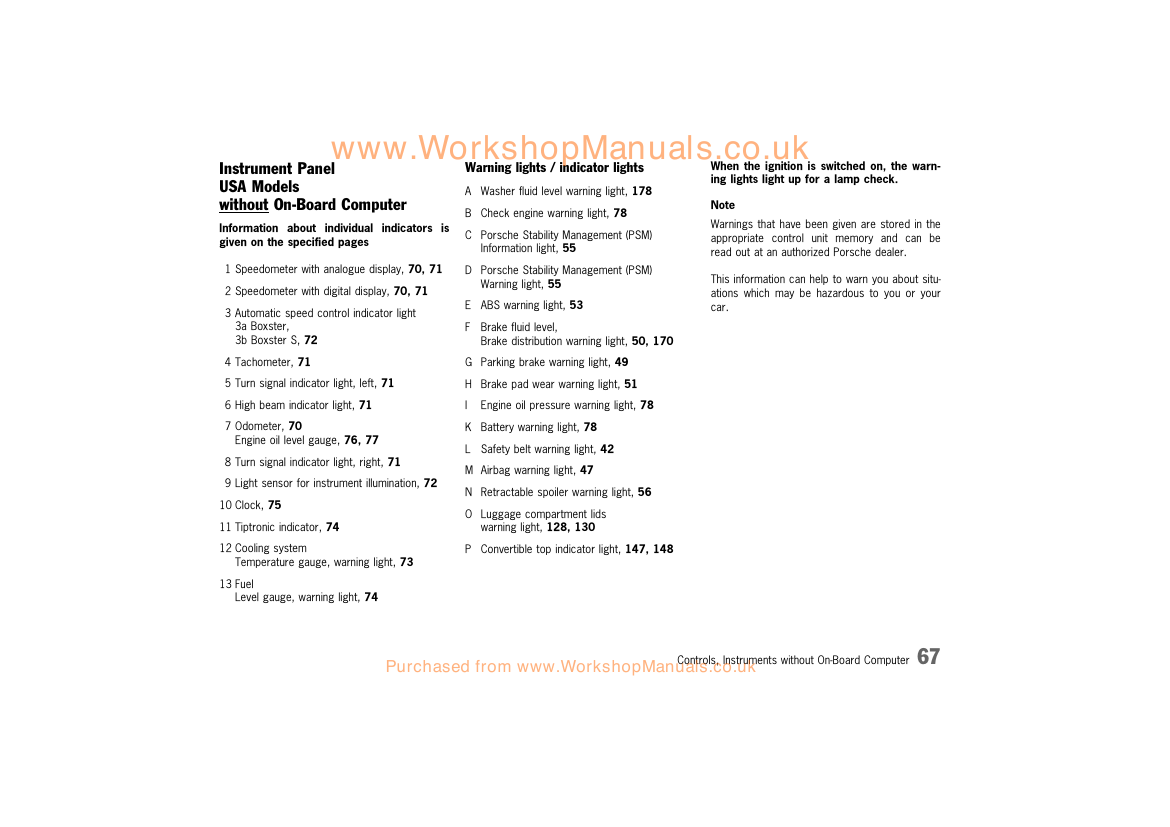 www.WorkshopManuals.co.uk
Instrument Panel
USA Models
without On-Board Computer
Information about individual indicators is
given on the specified pages
1 Speedometer with analogue display, 70, 71
2 Speedometer with digital display, 70, 71
3 Automatic speed control indicator light
3a Boxster,
3b Boxster S, 72
4 Tachometer, 71
5 Turn signal indicator light, left, 71
6 High beam indicator light, 71
7 Odometer, 70
Engine oil level gauge, 76, 77
8 Turn signal indicator light, right, 71
9 Light sensor for instrument illumination, 72
10 Clock, 75
11 Tiptronic indicator, 74
12 Cooling system
Temperature gauge, warning light, 73
13 Fuel
Level gauge, warning light, 74
Warning lights / indicator lights
A Washer fluid level warning light, 178
B Check engine warning light, 78
C Porsche Stability Management (PSM)
Information light, 55
D Porsche Stability Management (PSM)
Warning light, 55
E ABS warning light, 53
F Brake fluid level,
Brake distribution warning light, 50, 170
G Parking brake warning light, 49
H Brake pad wear warning light, 51
I Engine oil pressure warning light, 78
K Battery warning light, 78
L Safety belt warning light, 42
M Airbag warning light, 47
N Retractable spoiler warning light, 56
O Luggage compartment lids
warning light, 128, 130
P Convertible top indicator light, 147, 148
When the ignition is switched on, the warn-
ing lights light up for a lamp check.
Note
Warnings that have been given are stored in the
appropriate control unit memory and can be
read out at an authorized Porsche dealer.
This information can help to warn you about situ-
ations which may be hazardous to you or your
car.
Controls, Instruments without On-Board Computer 67
Purchased from www.WorkshopManuals.co.uk